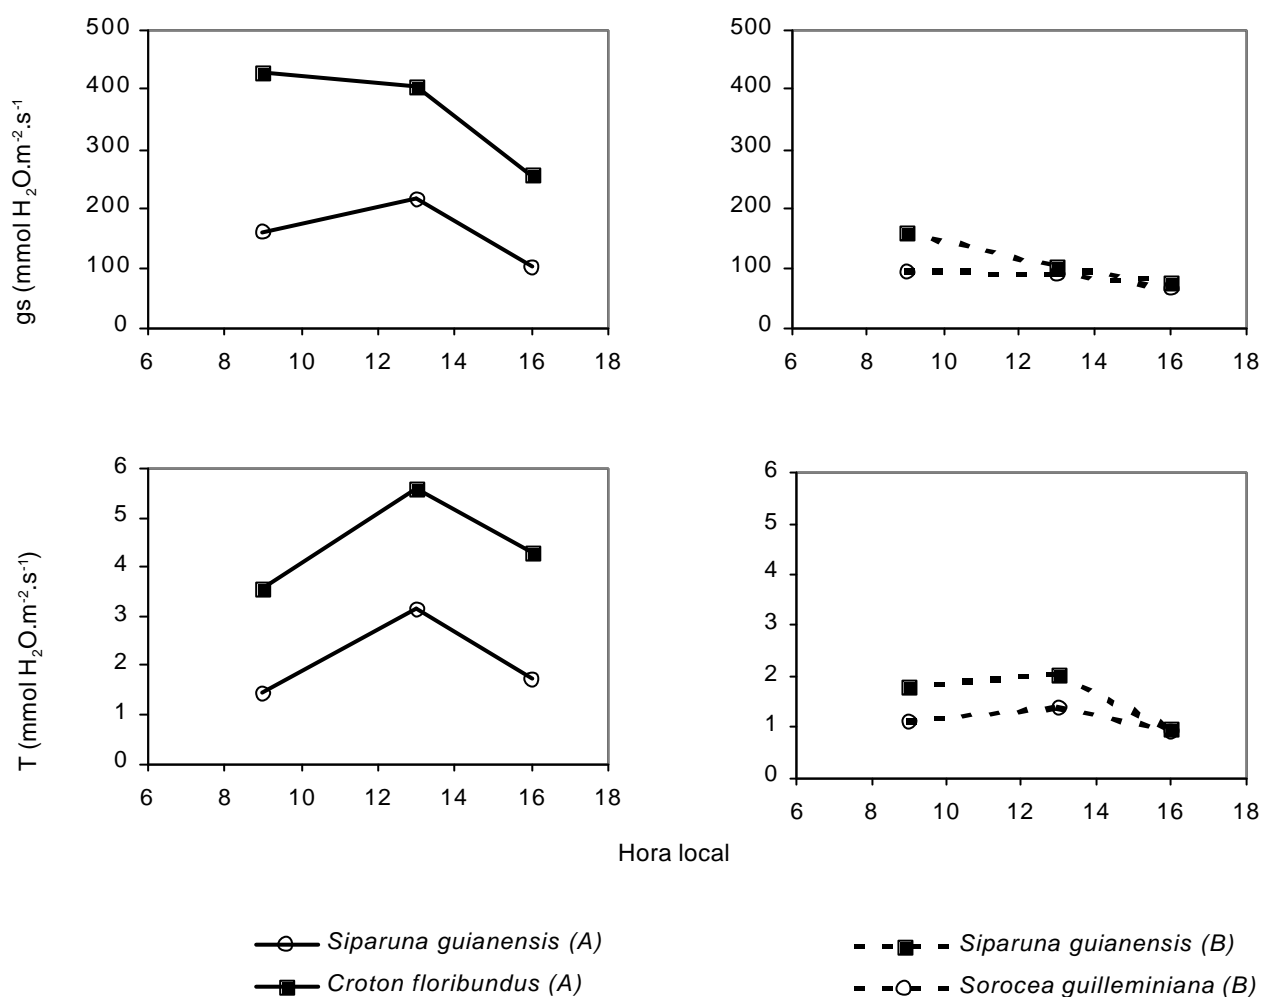 500
400
300
200
100
0
6 8 10 12 14 16 18
gs (mmol H₂O.m⁻².s⁻¹)
500
400
300
200
100
0
6 8 10 12 14 16 18
6
5
4
3
2
1
0
6 8 10 12 14 16 18
T (mmol H₂O.m⁻².s⁻¹)
6
5
4
3
2
1
0
6 8 10 12 14 16 18
Hora local
Siparuna guianensis (A)
Croton floribundus (A)
Siparuna guianensis (B)
Sorocea guilleminiana (B)